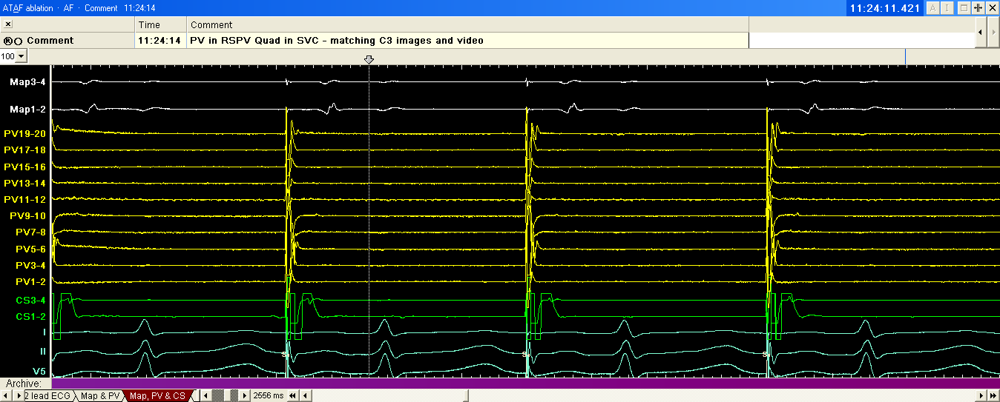 ATAF ablation · AF · Comment 11:24:14
11:24:11.421
A I
Time Comment
Comment 11:24:14 PV in RSPV Quad in SVC - matching C3 images and video
100
Map3-4
Map1-2
PV19-20
PV17-18
PV15-16
PV13-14
PV11-12
PV9-10
PV7-8
PV5-6
PV3-4
PV1-2
CS3-4
CS1-2
I
II
S S S
V5
Archive:
2 lead ECG Map & PV Map, PV & CS 2556 ms